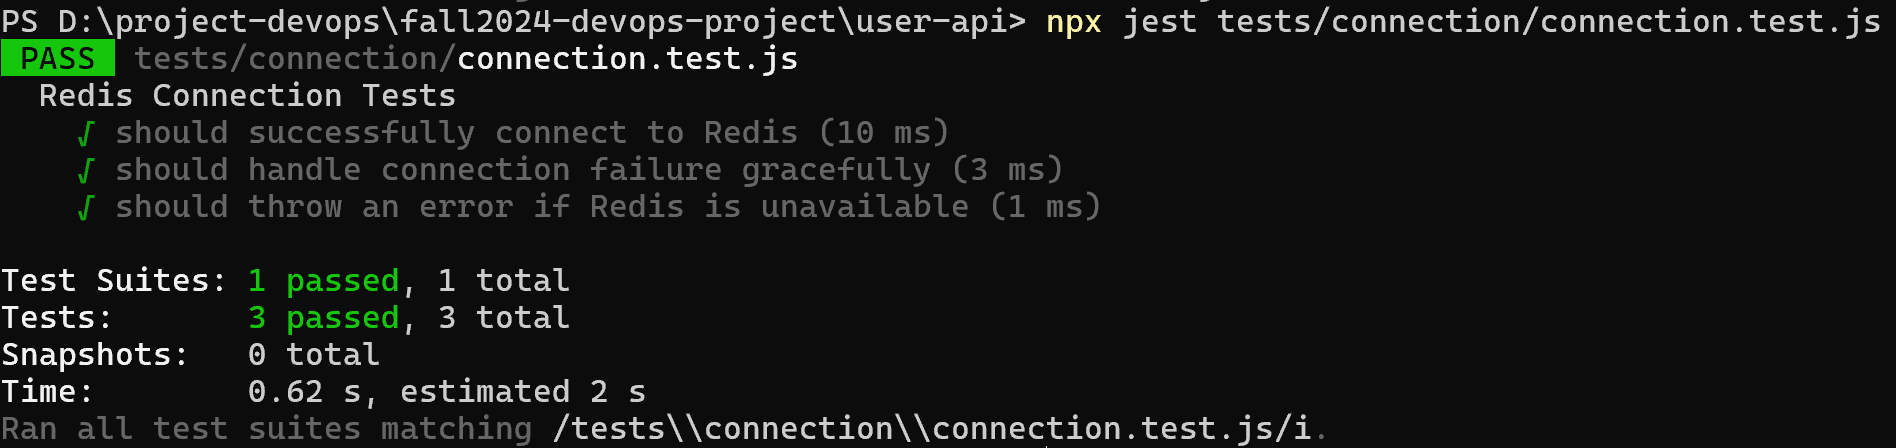 PS D:\project-devops\fall2024-devops-project\user-api> npx jest tests/connection/connection.test.js
PASS tests/connection/connection.test.js
Redis Connection Tests
√ should successfully connect to Redis (10 ms)
√ should handle connection failure gracefully (3 ms)
√ should throw an error if Redis is unavailable (1 ms)
Test Suites: 1 passed, 1 total
Tests: 3 passed, 3 total
Snapshots: 0 total
Time: 0.62 s, estimated 2 s
Ran all test suites matching /tests\\connection\\connection.test.js/i.